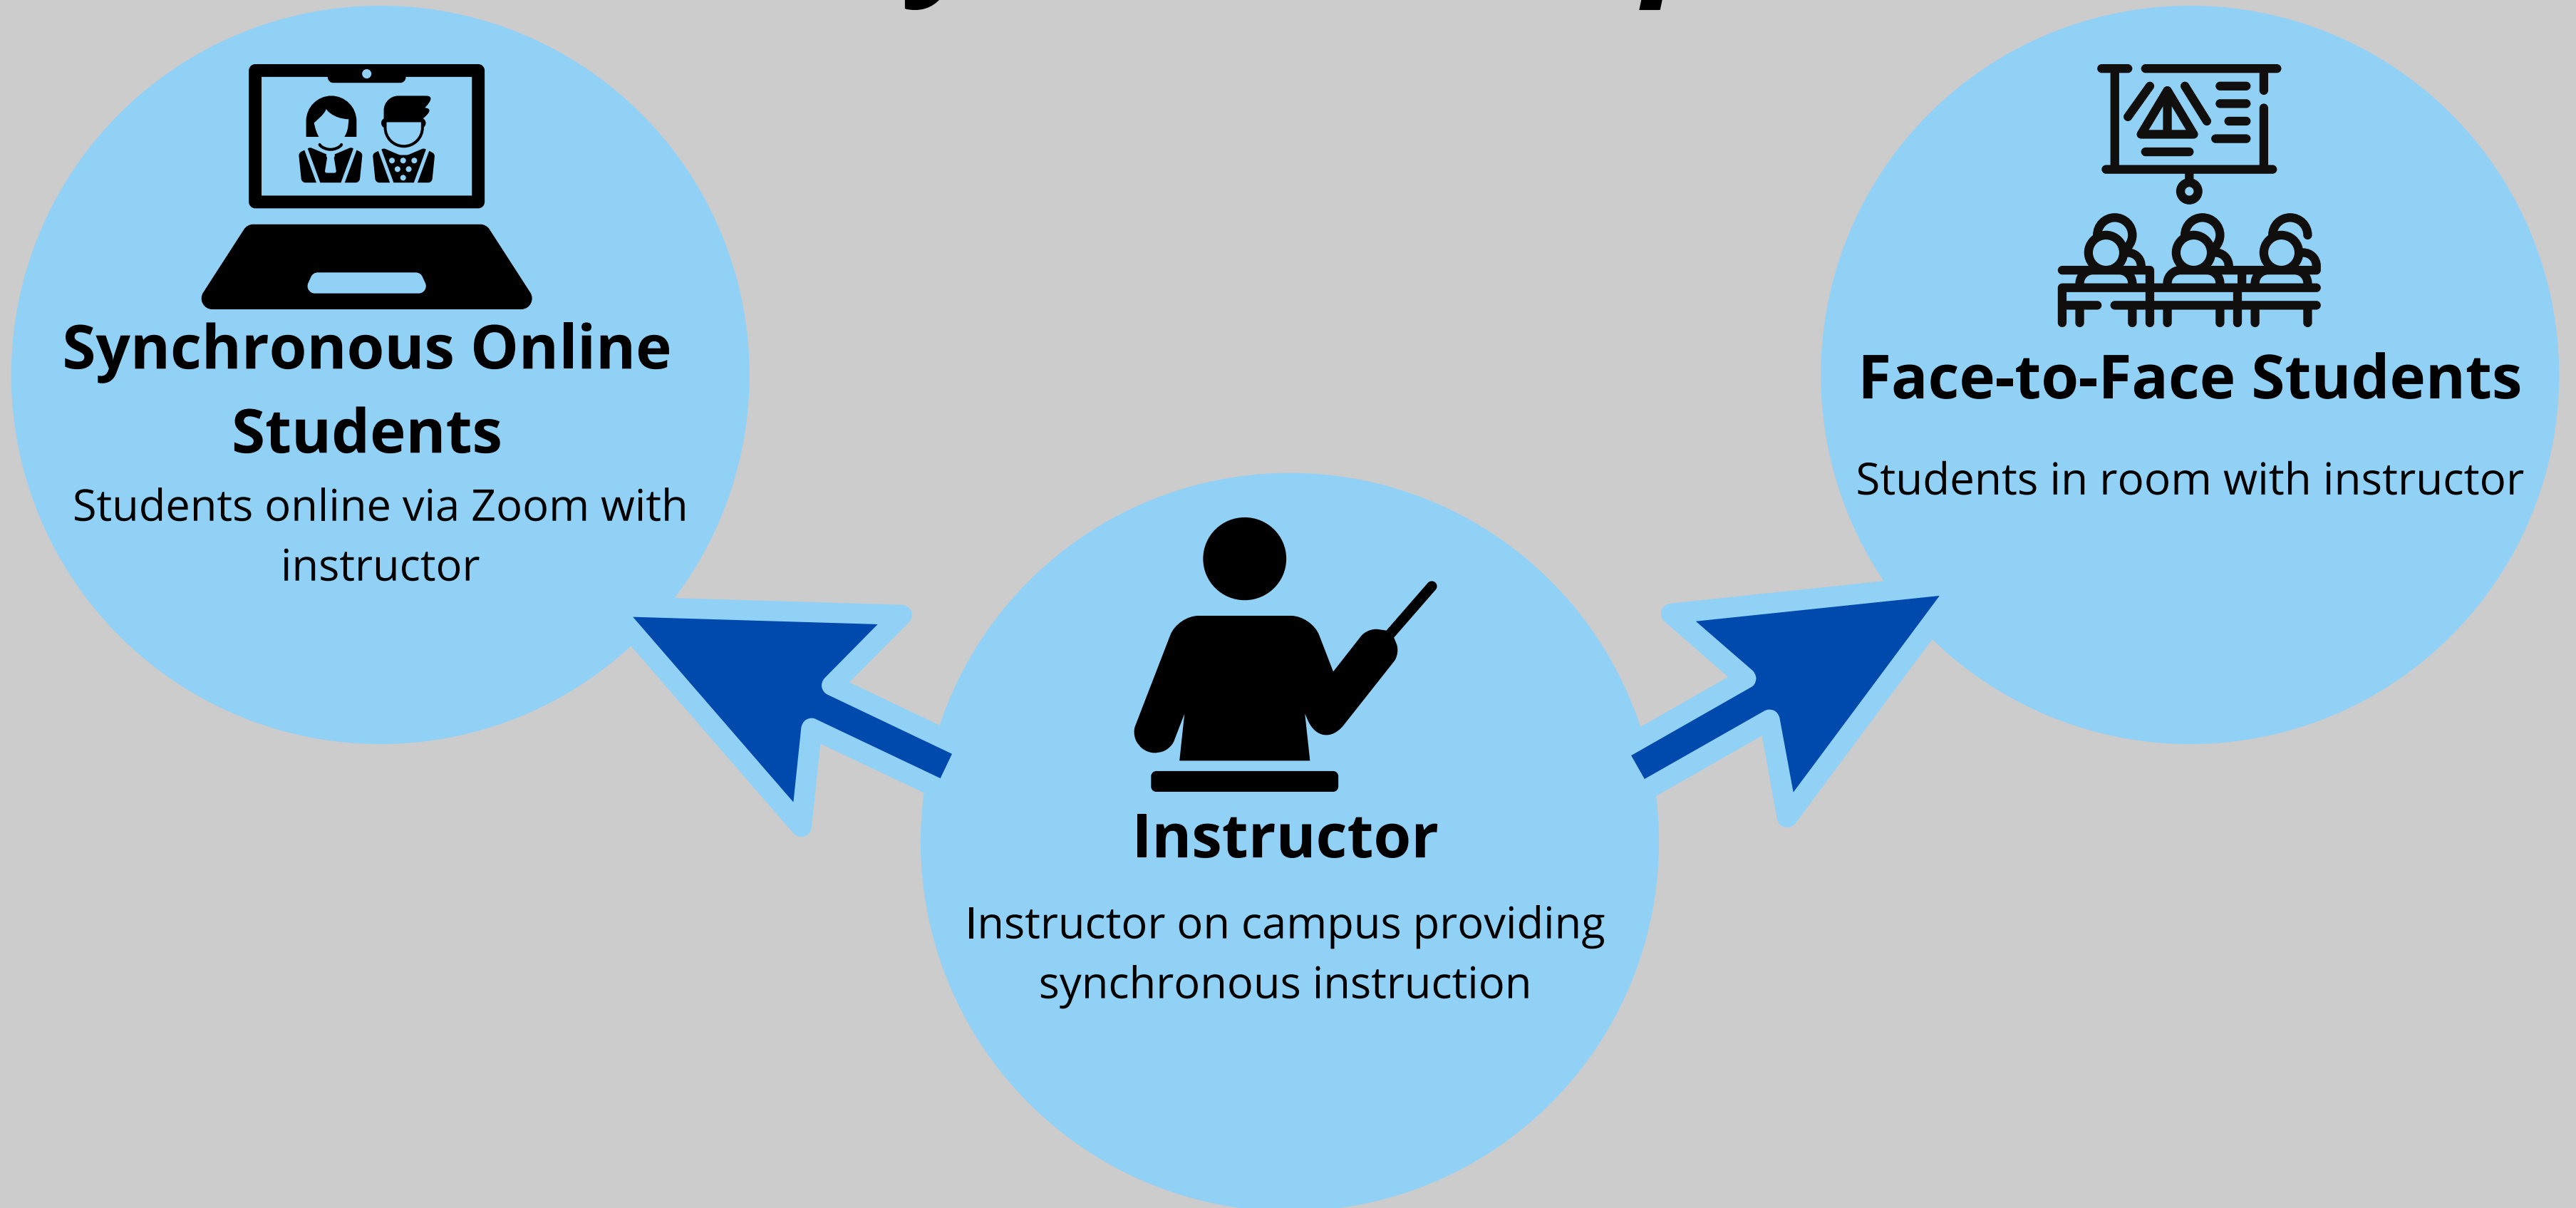 Synchronous Online
Students
Students online via Zoom with
instructor
Face-to-Face Students
Students in room with instructor
Instructor
Instructor on campus providing
synchronous instruction